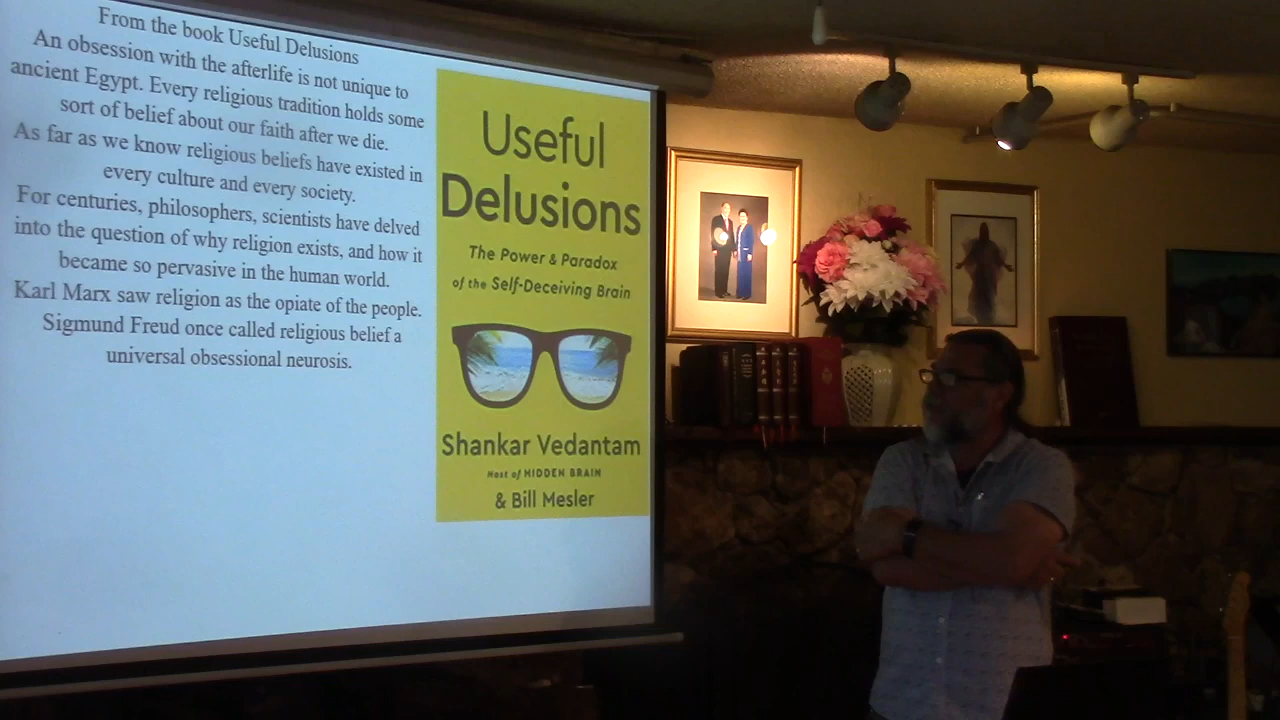 From the book Useful Delusions
An obsession with the afterlife is not unique to
ancient Egypt. Every religious tradition holds some
sort of belief about our faith after we die.
As far as we know religious beliefs have existed in
every culture and every society.
For centuries, philosophers, scientists have delved
into the question of why religion exists, and how it
became so pervasive in the human world.
Karl Marx saw religion as the opiate of the people.
Sigmund Freud once called religious belief a
universal obsessional neurosis.
Useful
Delusions
The Power & Paradox
of the Self-Deceiving Brain
Shankar Vedantam
Host of HIDDEN BRAIN
& Bill Mesler